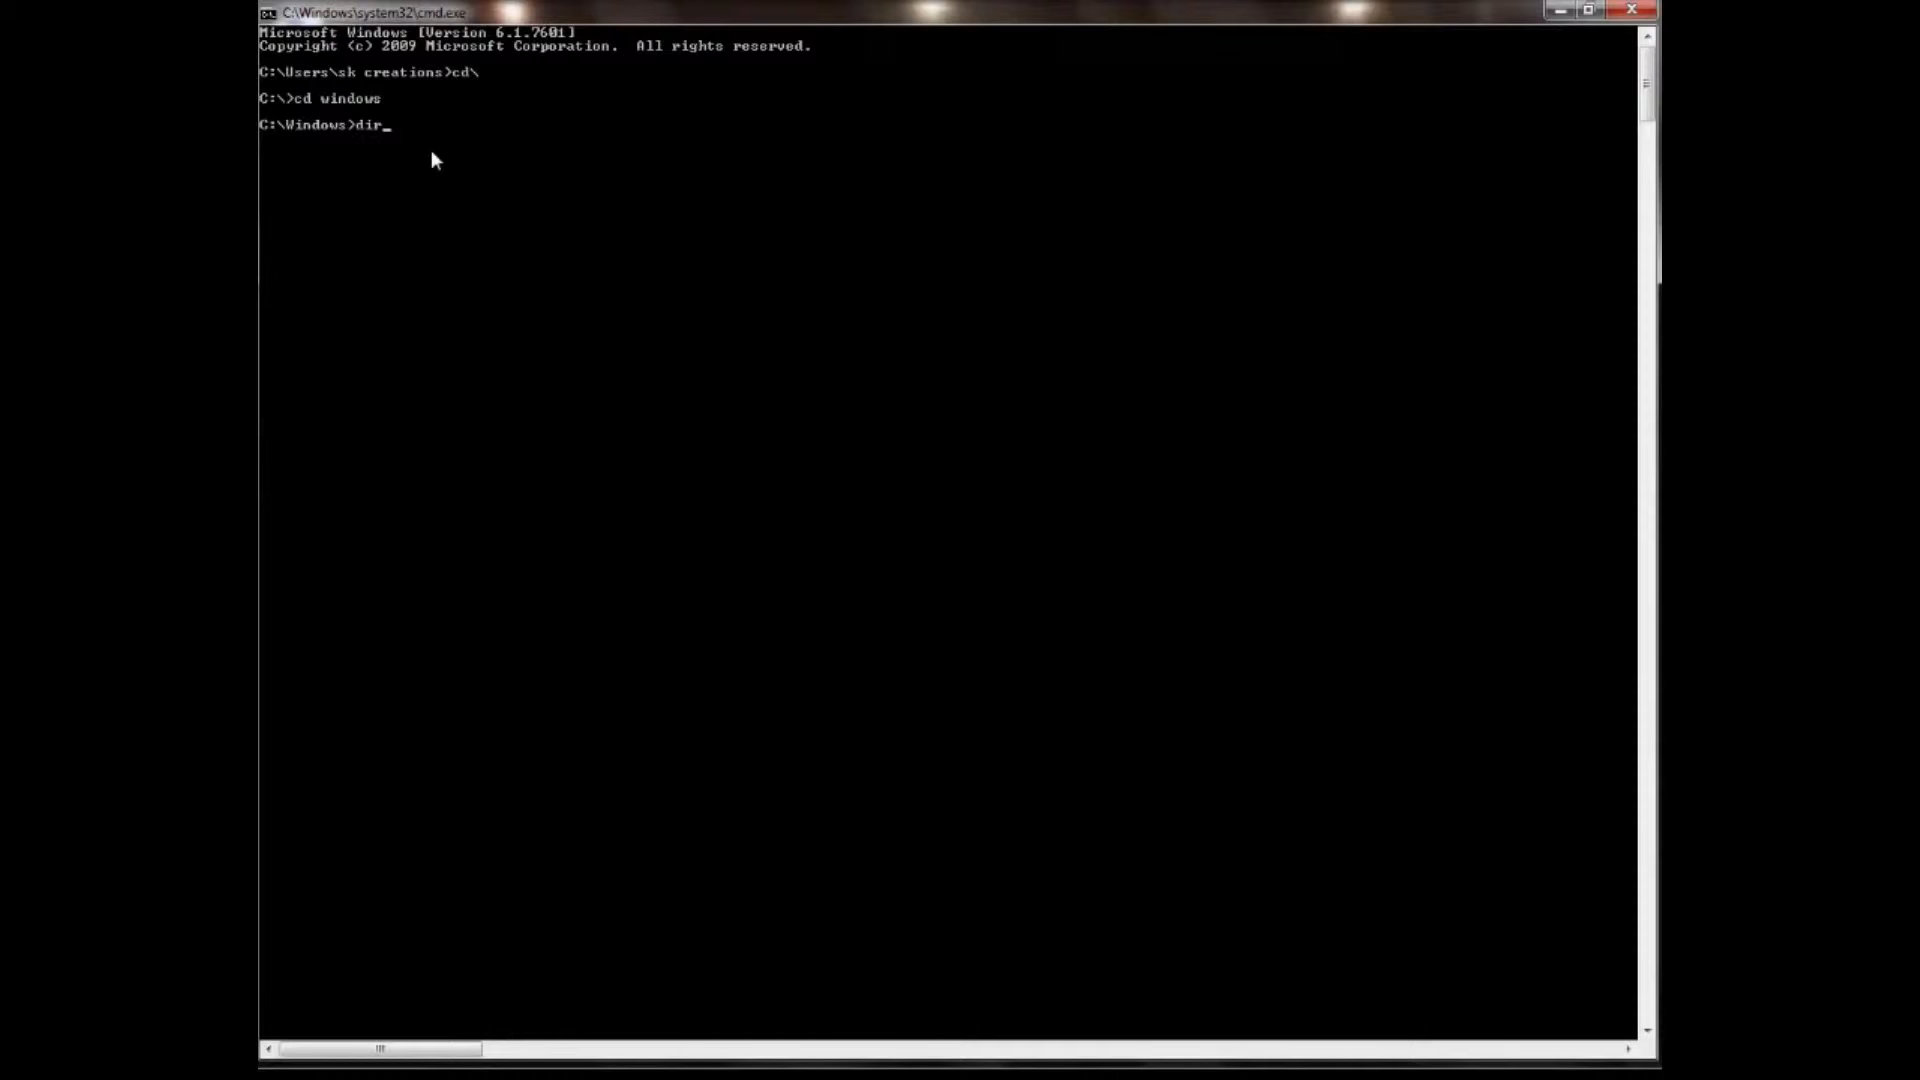 C:\Windows\system32\cmd.exe
Microsoft Windows [Version 6.1.7601]
Copyright (c) 2009 Microsoft Corporation.  All rights reserved.
C:\Users\sk creations>cd\
C:\>cd windows
C:\Windows>dir_